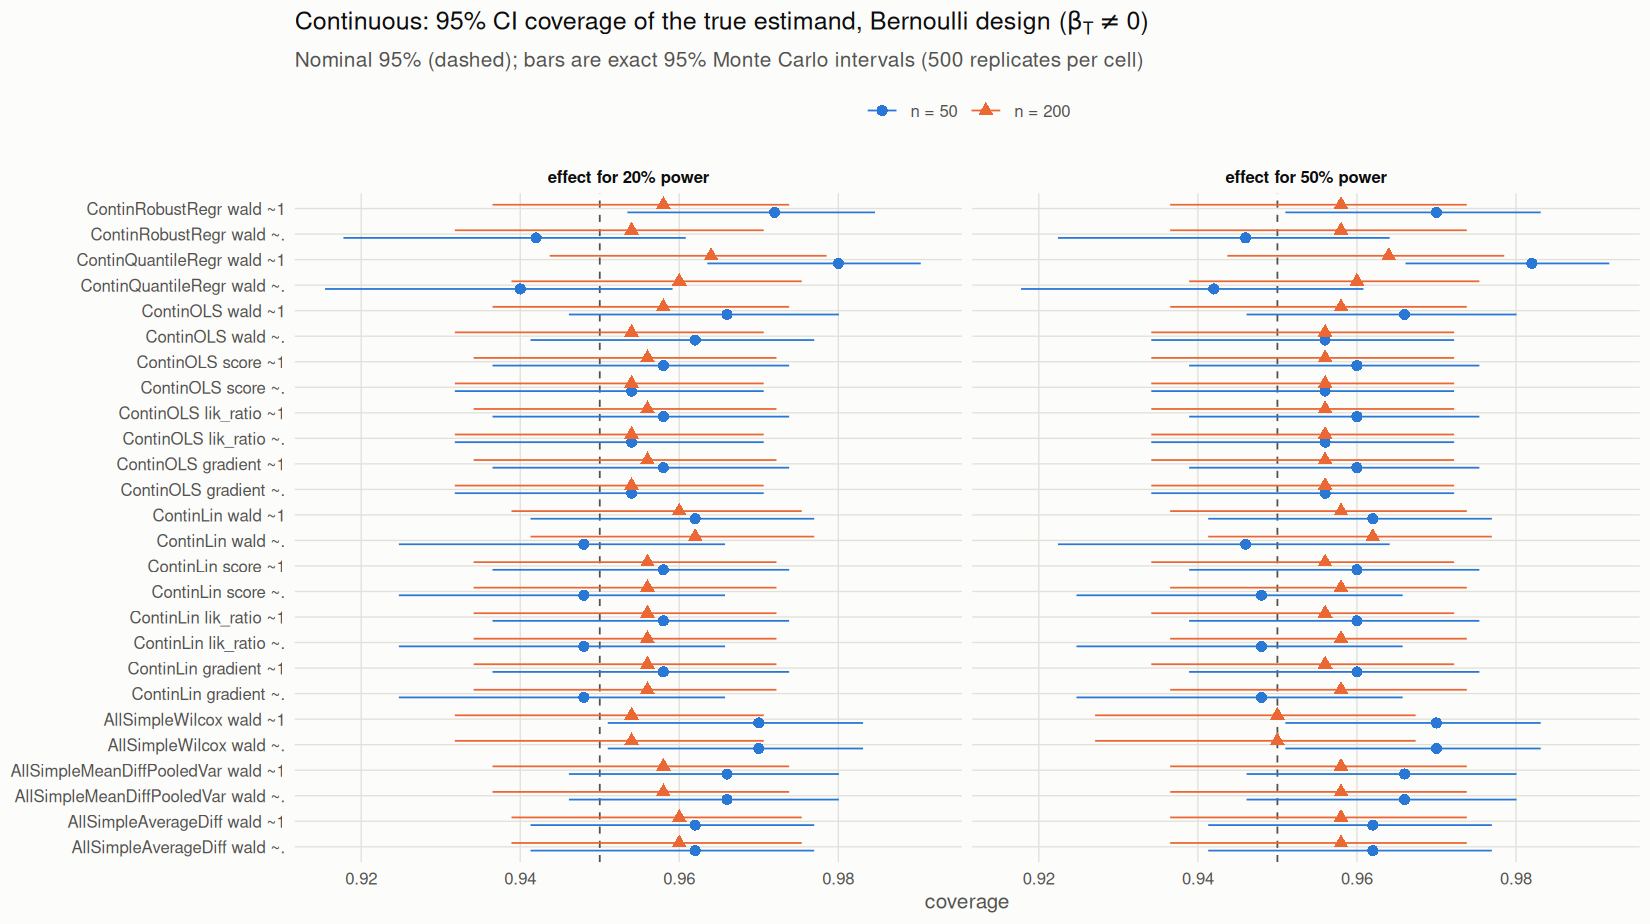 Continuous: 95% CI coverage of the true estimand, Bernoulli design (βT ≠ 0)
Nominal 95% (dashed); bars are exact 95% Monte Carlo intervals (500 replicates per cell)
n = 50 n = 200
effect for 20% power effect for 50% power
ContinRobustRegr wald ~1
ContinRobustRegr wald ~.
ContinQuantileRegr wald ~1
ContinQuantileRegr wald ~.
ContinOLS wald ~1
ContinOLS wald ~.
ContinOLS score ~1
ContinOLS score ~.
ContinOLS lik_ratio ~1
ContinOLS lik_ratio ~.
ContinOLS gradient ~1
ContinOLS gradient ~.
ContinLin wald ~1
ContinLin wald ~.
ContinLin score ~1
ContinLin score ~.
ContinLin lik_ratio ~1
ContinLin lik_ratio ~.
ContinLin gradient ~1
ContinLin gradient ~.
AllSimpleWilcox wald ~1
AllSimpleWilcox wald ~.
AllSimpleMeanDiffPooledVar wald ~1
AllSimpleMeanDiffPooledVar wald ~.
AllSimpleAverageDiff wald ~1
AllSimpleAverageDiff wald ~.
0.92 0.94 0.96 0.98 0.92 0.94 0.96 0.98
coverage